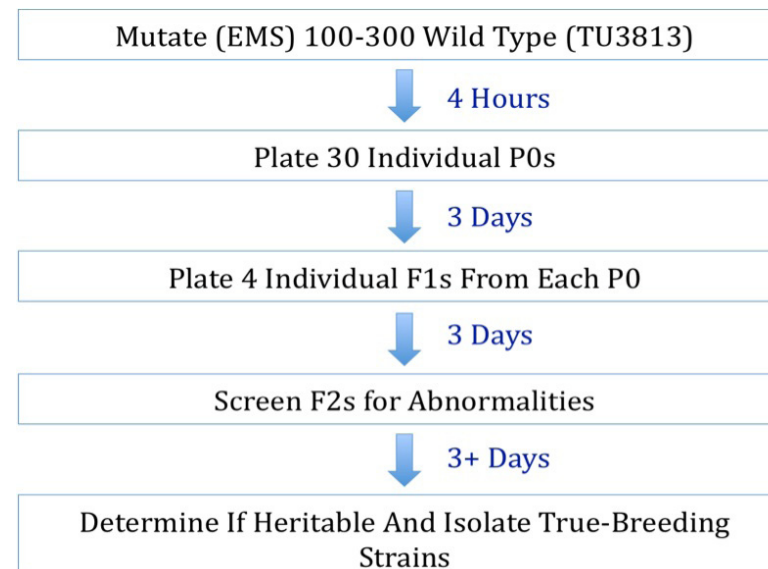 Mutate (EMS) 100-300 Wild Type (TU3813)
4 Hours
Plate 30 Individual P0s
3 Days
Plate 4 Individual F1s From Each P0
3 Days
Screen F2s for Abnormalities
3+ Days
Determine If Heritable And Isolate True-Breeding
Strains